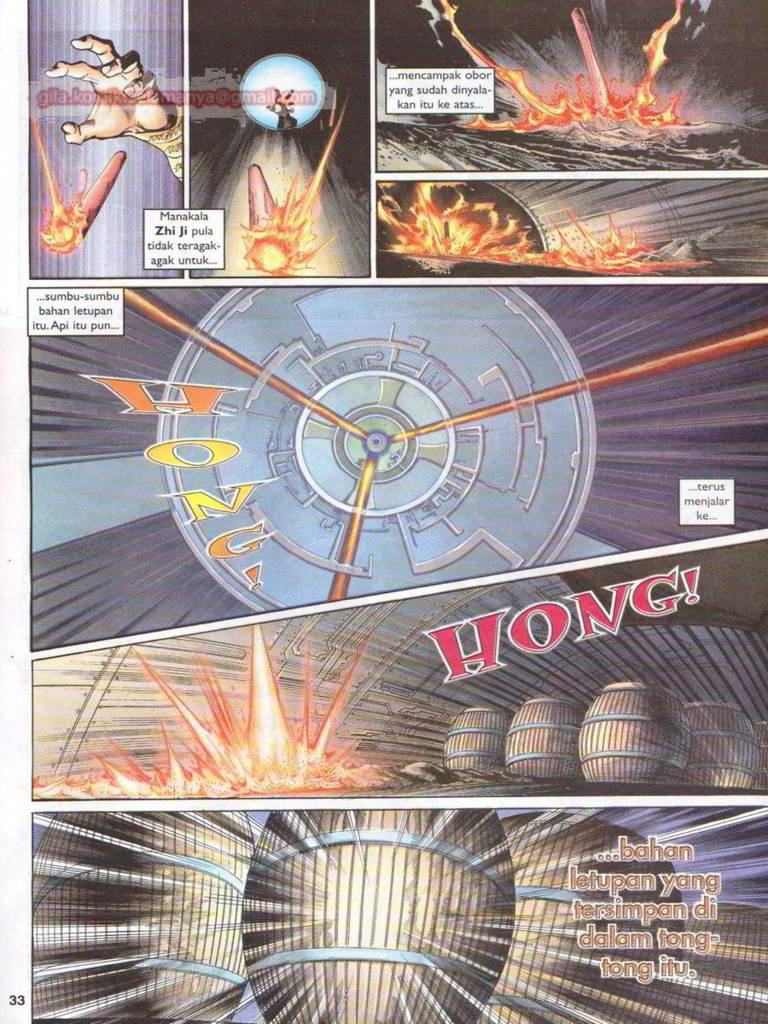 Manakala
Zhi Ji pula
tidak teragak-
agak untuk...
...mencampak obor
yang sudah dinyala-
kan itu ke atas...
...sumbu-sumbu
bahan letupan
itu. Api itu pun...
HONG!
...terus
menjalar
ke...
HONG!
...bahan
letupan yang
tersimpan di
dalam tong-
tong itu.
33